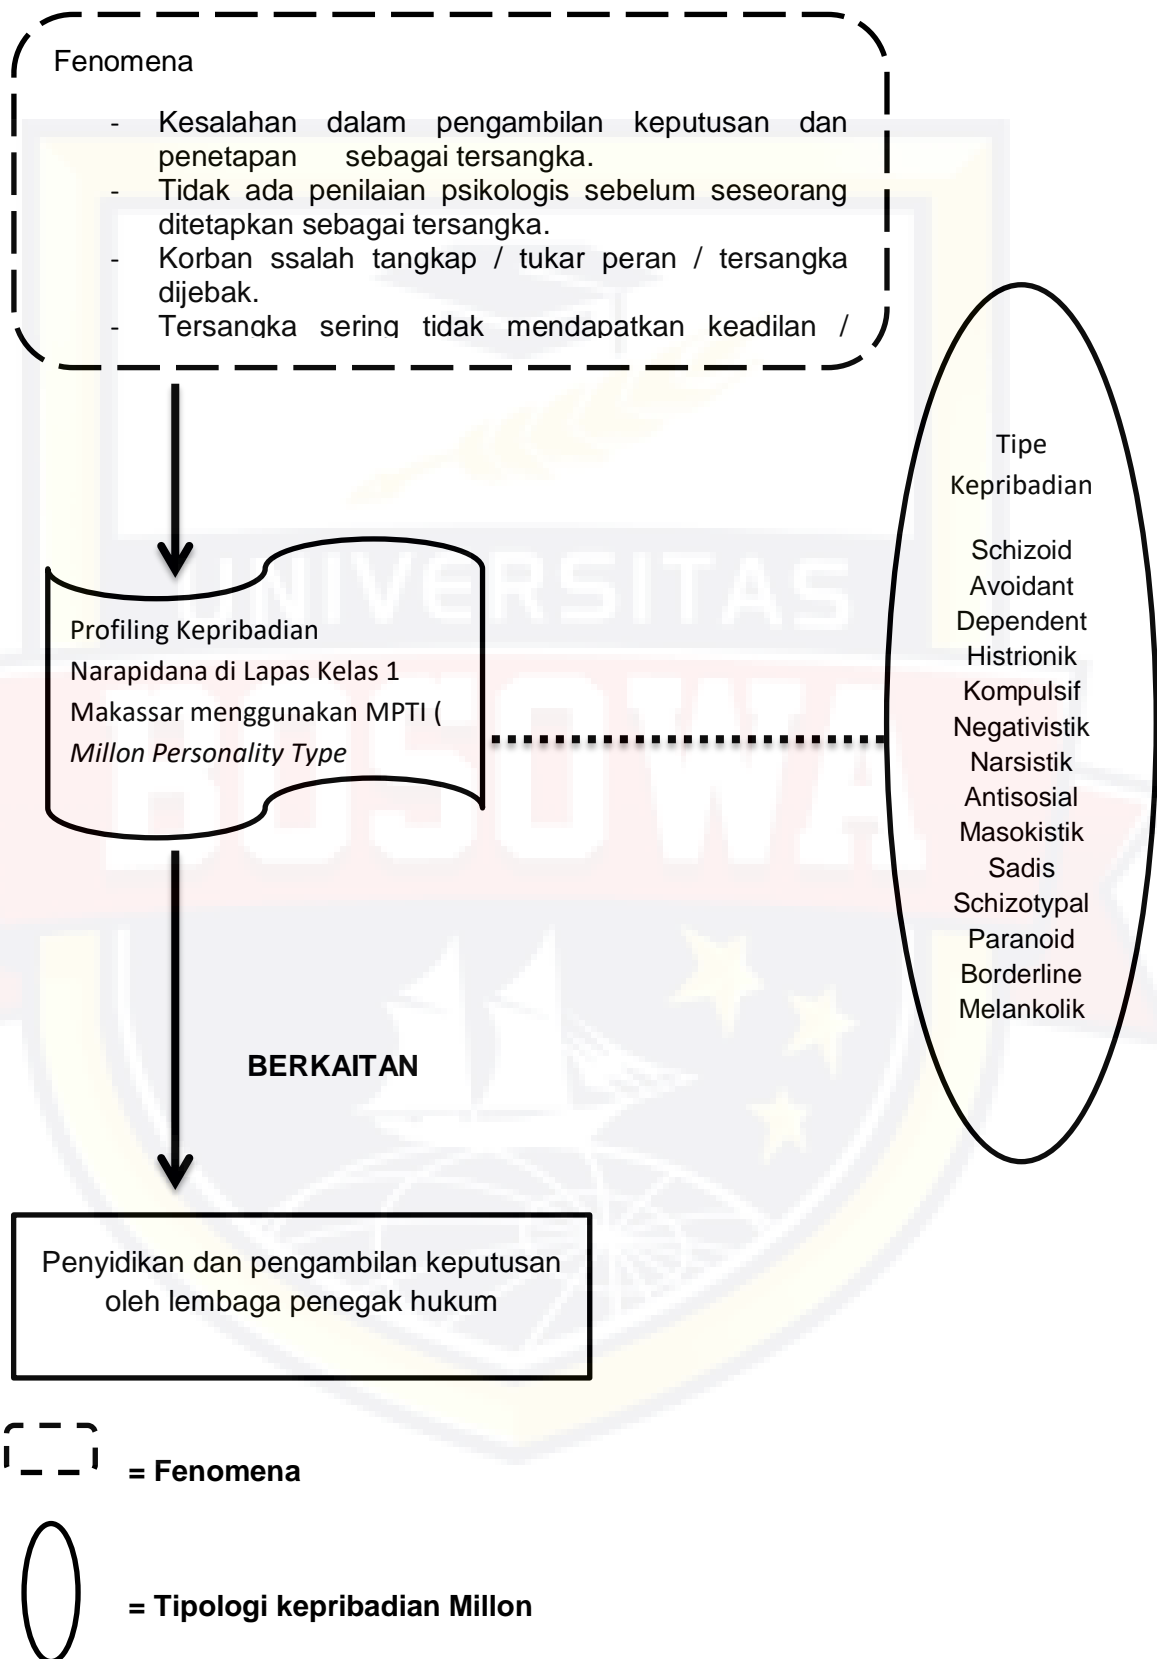 Fenomena
- Kesalahan dalam pengambilan keputusan dan
penetapan sebagai tersangka.
- Tidak ada penilaian psikologis sebelum seseorang
ditetapkan sebagai tersangka.
- Korban ssalah tangkap / tukar peran / tersangka
dijebak.
- Tersangka sering tidak mendapatkan keadilan /
Tipe
Kepribadian
Schizoid
Avoidant
Dependent
Histrionik
Kompulsif
Negativistik
Narsistik
Antisosial
Masokistik
Sadis
Schizotypal
Paranoid
Borderline
Melankolik
UNIVERSITAS
BOSOWA
Profiling Kepribadian
Narapidana di Lapas Kelas 1
Makassar menggunakan MPTI (
Millon Personality Type
BERKAITAN
Penyidikan dan pengambilan keputusan
oleh lembaga penegak hukum
= Fenomena
= Tipologi kepribadian Millon